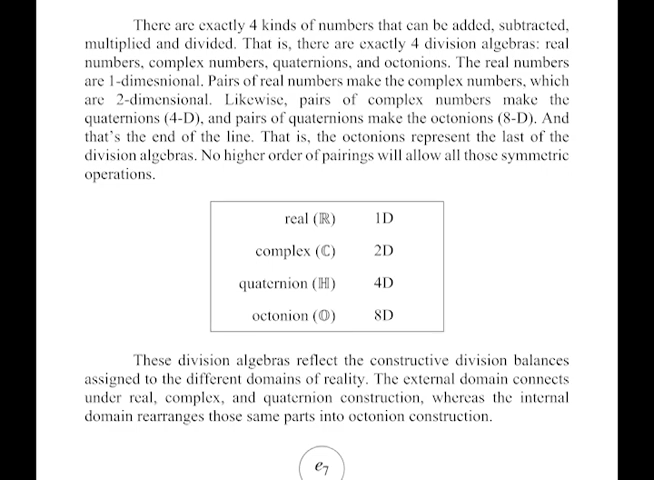 There are exactly 4 kinds of numbers that can be added, subtracted,
multiplied and divided. That is, there are exactly 4 division algebras: real
numbers, complex numbers, quaternions, and octonions. The real numbers
are 1-dimesnional. Pairs of real numbers make the complex numbers, which
are 2-dimensional. Likewise, pairs of complex numbers make the
quaternions (4-D), and pairs of quaternions make the octonions (8-D). And
that's the end of the line. That is, the octonions represent the last of the
division algebras. No higher order of pairings will allow all those symmetric
operations.
real (ℝ) 1D
complex (ℂ) 2D
quaternion (ℍ) 4D
octonion (𝕆) 8D
These division algebras reflect the constructive division balances
assigned to the different domains of reality. The external domain connects
under real, complex, and quaternion construction, whereas the internal
domain rearranges those same parts into octonion construction.
e₇